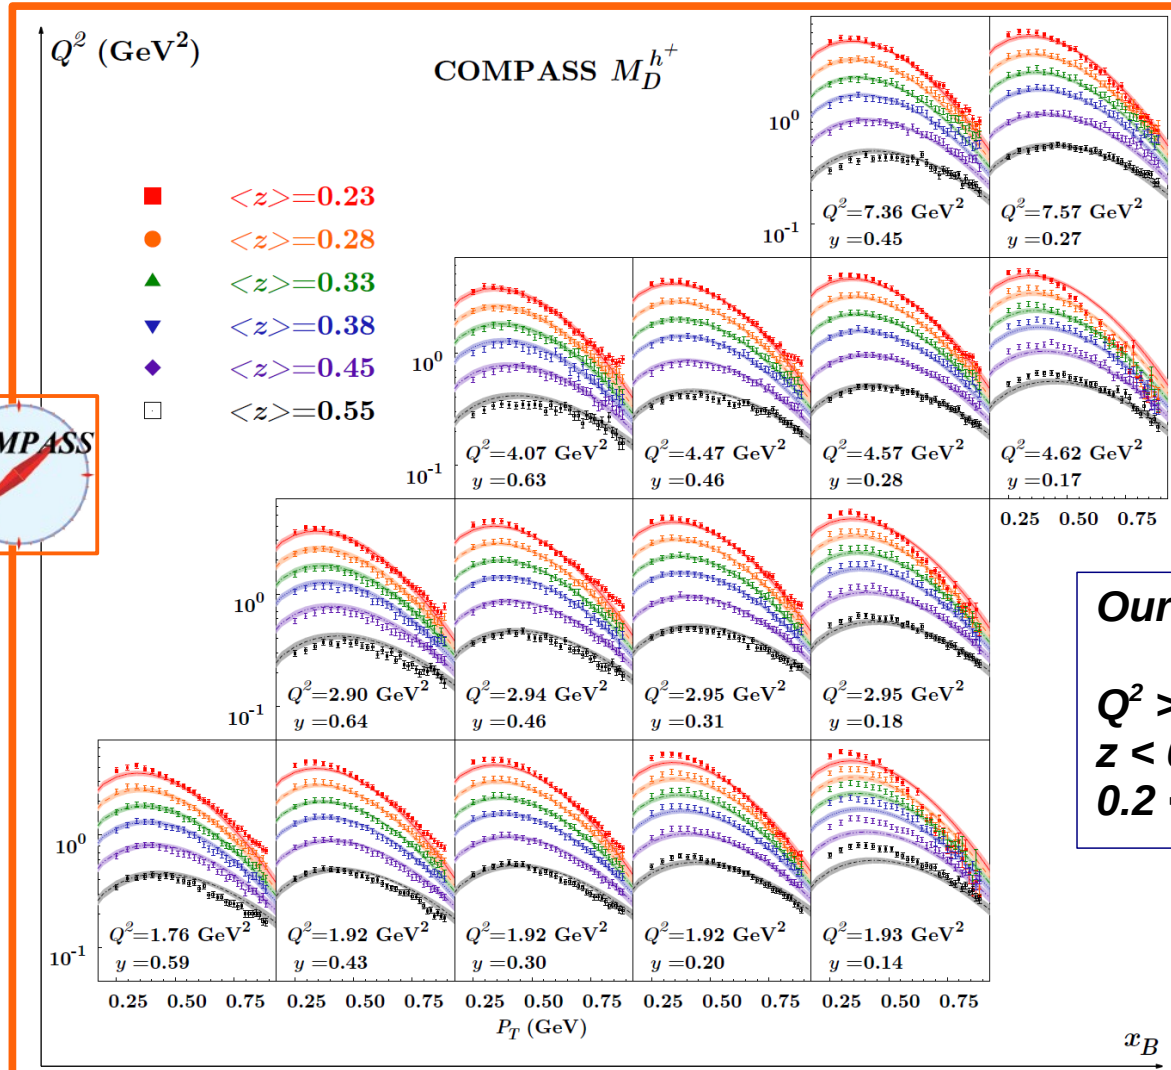 Q² (GeV²)
COMPASS M_D^{h+}
<z>=0.23
<z>=0.28
<z>=0.33
<z>=0.38
<z>=0.45
<z>=0.55
10⁰
10⁻¹
Q²=7.36 GeV²
y=0.45
Q²=7.57 GeV²
y=0.27
10⁰
10⁻¹
Q²=4.07 GeV²
y=0.63
Q²=4.47 GeV²
y=0.46
Q²=4.57 GeV²
y=0.28
Q²=4.62 GeV²
y=0.17
0.25 0.50 0.75
MPASS
10⁰
10⁻¹
Q²=2.90 GeV²
y=0.64
Q²=2.94 GeV²
y=0.46
Q²=2.95 GeV²
y=0.31
Q²=2.95 GeV²
y=0.18
Our
Q² >
z <
0.2
10⁰
10⁻¹
Q²=1.76 GeV²
y=0.59
Q²=1.92 GeV²
y=0.43
Q²=1.92 GeV²
y=0.30
Q²=1.92 GeV²
y=0.20
Q²=1.93 GeV²
y=0.14
0.25 0.50 0.75 0.25 0.50 0.75 0.25 0.50 0.75 0.25 0.50 0.75 0.25 0.50 0.75
P_T (GeV)
x_B